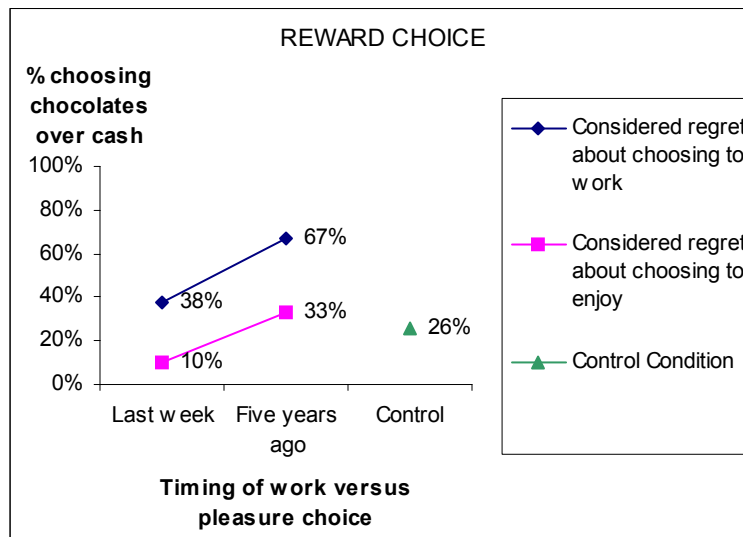 REWARD CHOICE
% choosing
chocolates
over cash
100%
80%
60%
40%
20%
0%
67%
38%
33%
10%
26%
Last week
Five years
ago
Control
Timing of work versus
pleasure choice
Considered regret
about choosing to
work
Considered regret
about choosing to
enjoy
Control Condition